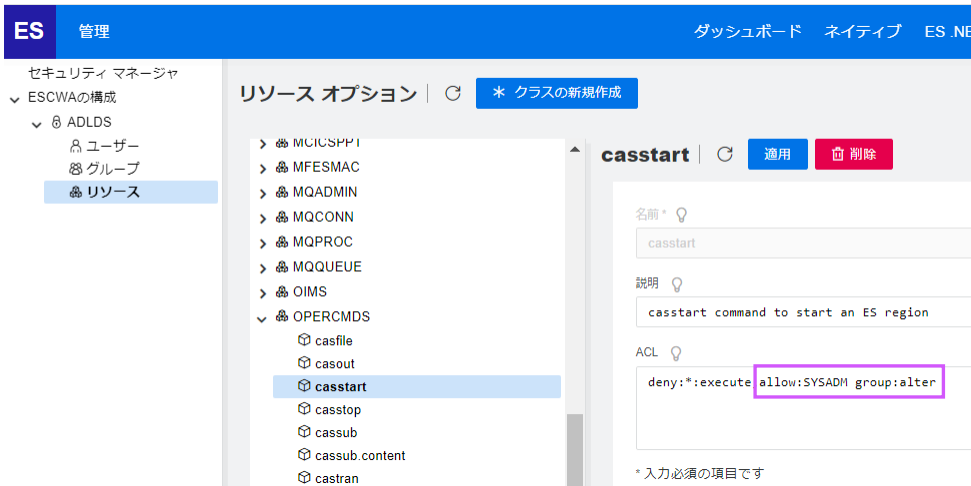 ES 管理 ダッシュボード ネイティブ ES .NE
セキュリティ マネージャ
ESCWAの構成
ADLDS
ユーザー
グループ
リソース
リソース オプション クラスの新規作成
MCICSPPT
MFESMAC
MQADMIN
MQCONN
MQPROC
MQQUEUE
OIMS
OPERCMDS
casfile
casout
casstart
casstop
cassub
cassub.content
castran
casstart 適用 削除
名前*
casstart
説明
casstart command to start an ES region
ACL
deny:*:execute allow:SYSADM group:alter
* 入力必須の項目です